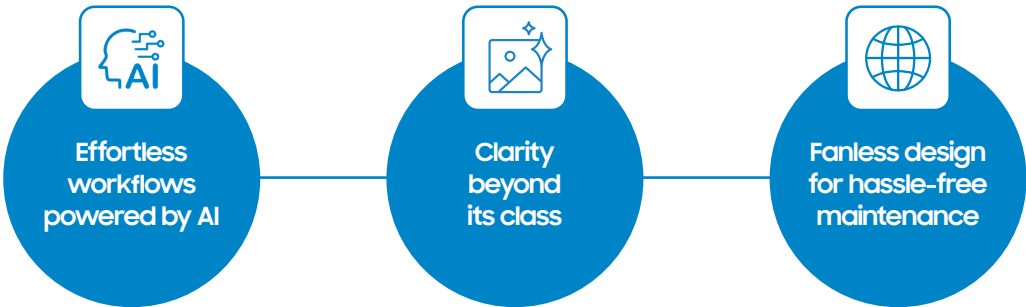 AI
Effortless
workflows
powered by AI
Clarity
beyond
its class
Fanless design
for hassle-free
maintenance